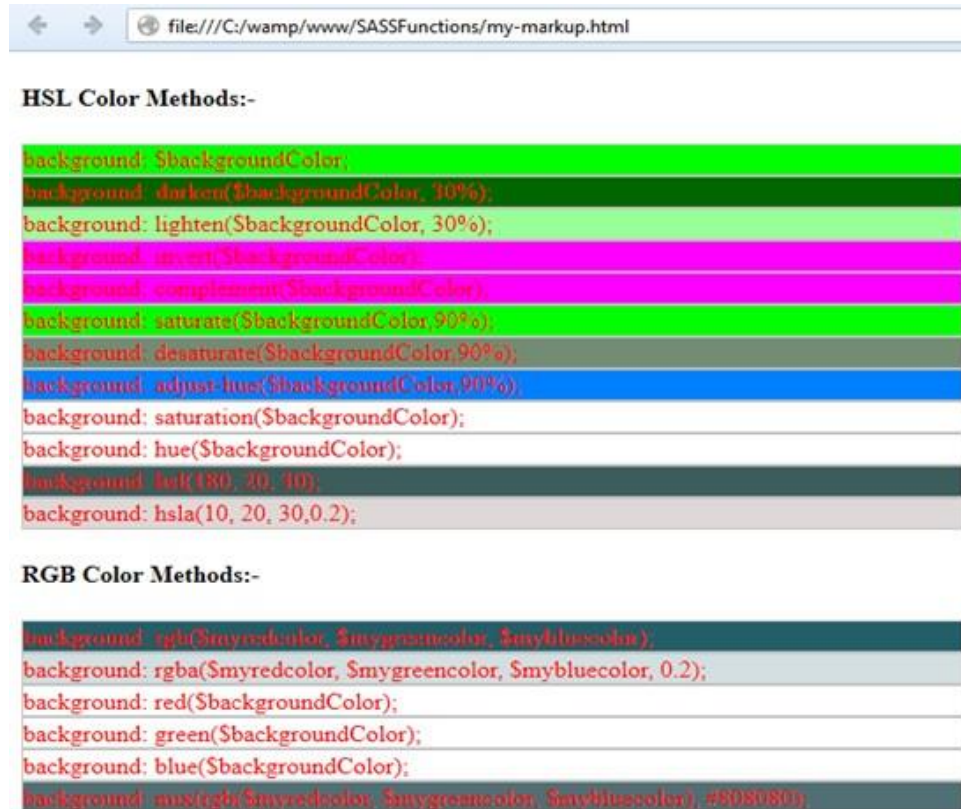 file:///C:/wamp/www/SASSFunctions/my-markup.html
HSL Color Methods:-
background: $backgroundColor;
background: darken($backgroundColor, 30%);
background: lighten($backgroundColor, 30%);
background: invert($backgroundColor);
background: complement($backgroundColor);
background: saturate($backgroundColor,90%);
background: desaturate($backgroundColor,90%);
background: adjust-hue($backgroundColor,90%);
background: saturation($backgroundColor);
background: hue($backgroundColor);
background: hsl(180, 20, 30);
background: hsla(10, 20, 30,0.2);
RGB Color Methods:-
background: rgb($myredcolor, $mygreencolor, $mybluecolor);
background: rgba($myredcolor, $mygreencolor, $mybluecolor, 0.2);
background: red($backgroundColor);
background: green($backgroundColor);
background: blue($backgroundColor);
background: mix(rgb($myredcolor, $mygreencolor, $mybluecolor), #808080);